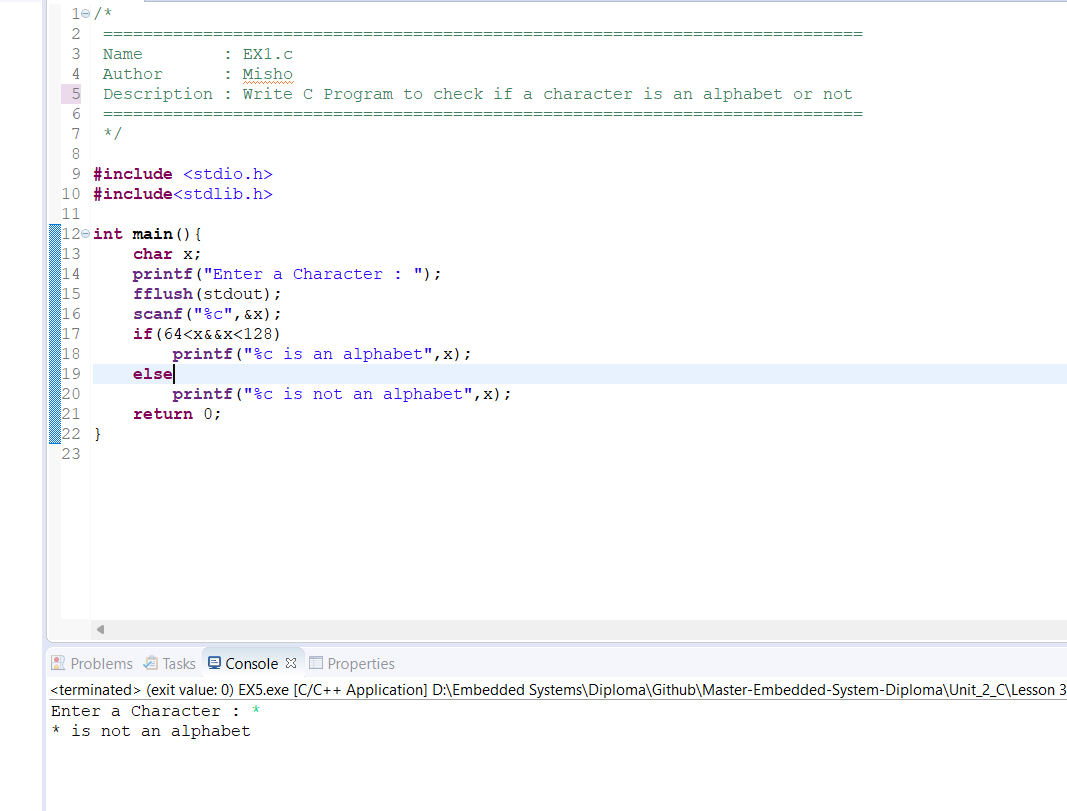 1 /*
2 ============================================================================
3 Name        : EX1.c
4 Author      : Misho
5 Description : Write C Program to check if a character is an alphabet or not
6 ============================================================================
7 */
8
9 #include <stdio.h>
10 #include<stdlib.h>
11
12 int main(){
13     char x;
14     printf("Enter a Character : ");
15     fflush(stdout);
16     scanf("%c",&x);
17     if(64<x&&x<128)
18         printf("%c is an alphabet",x);
19     else
20         printf("%c is not an alphabet",x);
21     return 0;
22 }
23
Problems Tasks Console Properties
<terminated> (exit value: 0) EX5.exe [C/C++ Application] D:\Embedded Systems\Diploma\Github\Master-Embedded-System-Diploma\Unit_2_C\Lesson 3
Enter a Character : *
* is not an alphabet